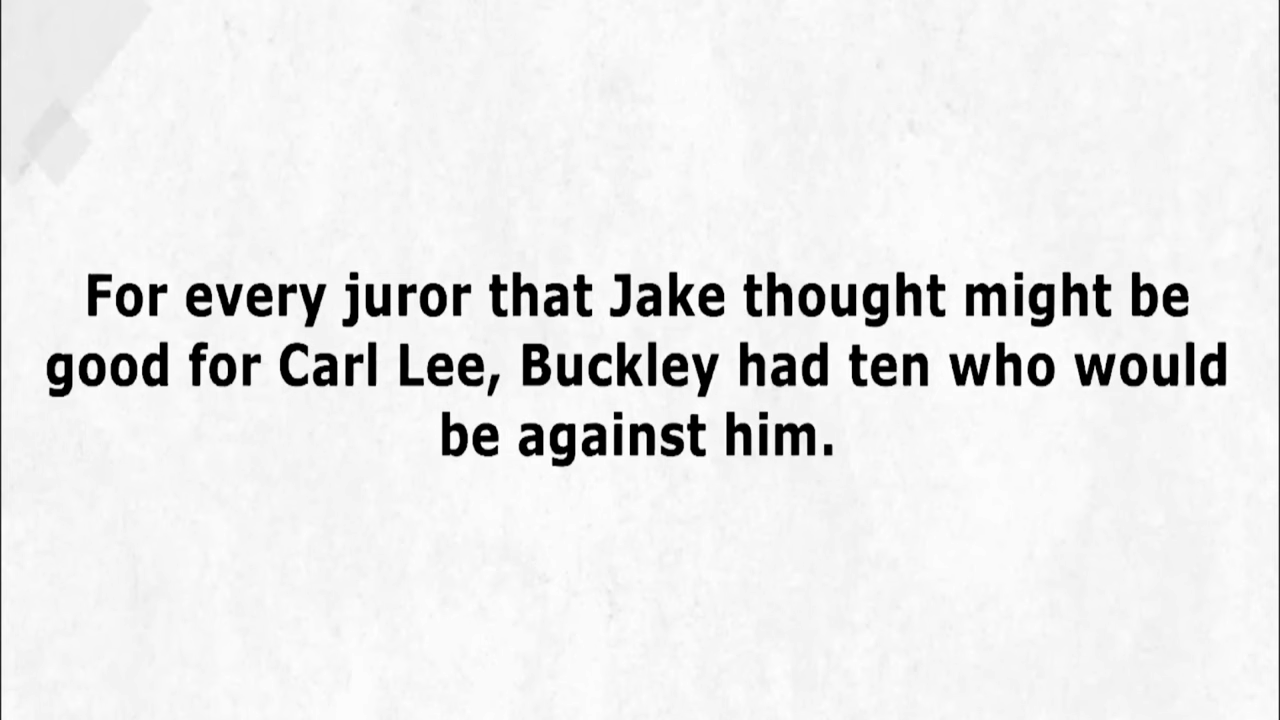 For every juror that Jake thought might be
good for Carl Lee, Buckley had ten who would
be against him.